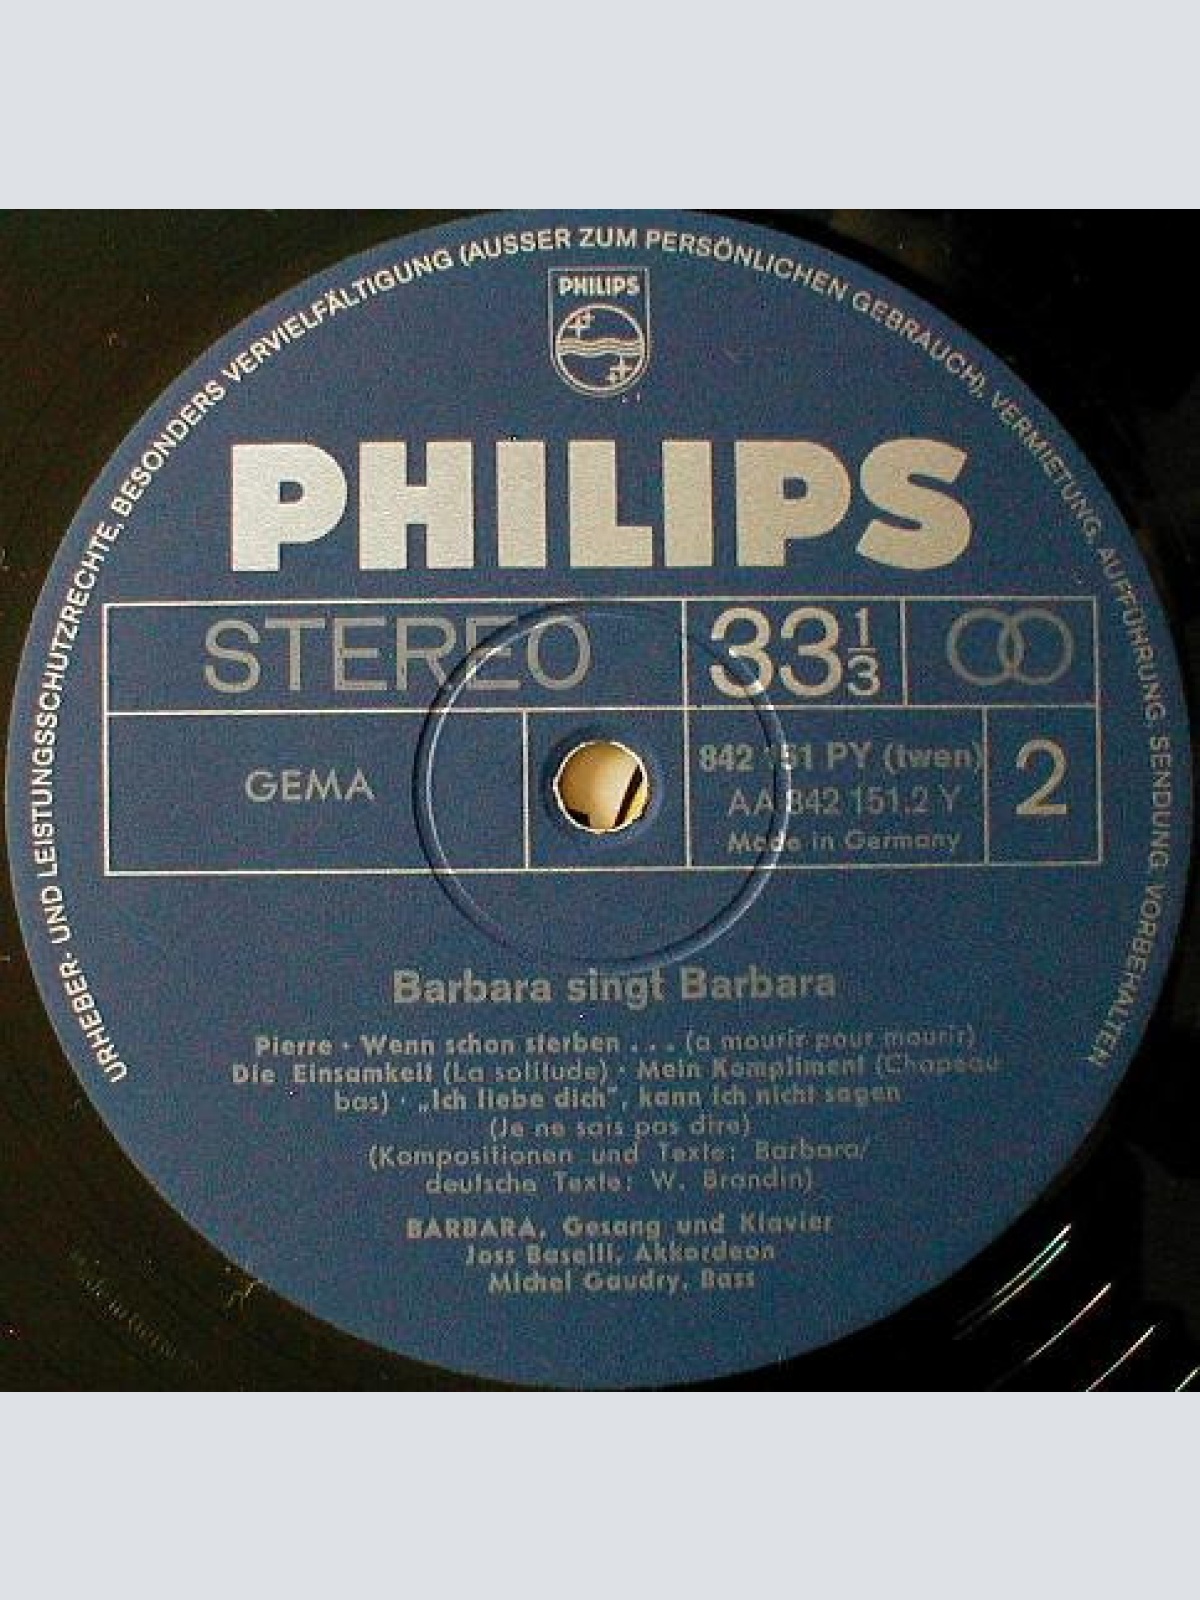 URHEBER- UND LEISTUNGSSCHUTZRECHTE, BESONDERS VERVIELFÄLTIGUNG (AUSSER ZUM PERSÖNLICHEN GEBRAUCH), VERMIETUNG, AUFFÜHRUNG, SENDUNG, VORBEHALTEN
PHILIPS
PHILIPS
STEREO
33 1/3
GEMA
842 151 PY (twen)
AA 842 151.2 Y
Made in Germany
2
Barbara singt Barbara
Pierre · Wenn schon sterben . . . (a mourir pour mourir)
Die Einsamkeit (La solitude) · Mein Kompliment (Chapeau
bas) · „Ich liebe dich", kann ich nicht sagen
(Je ne sais pas dire)
(Kompositionen und Texte: Barbara/
deutsche Texte: W. Brandin)
BARBARA, Gesang und Klavier
Joss Baselli, Akkordeon
Michel Gaudry, Bass